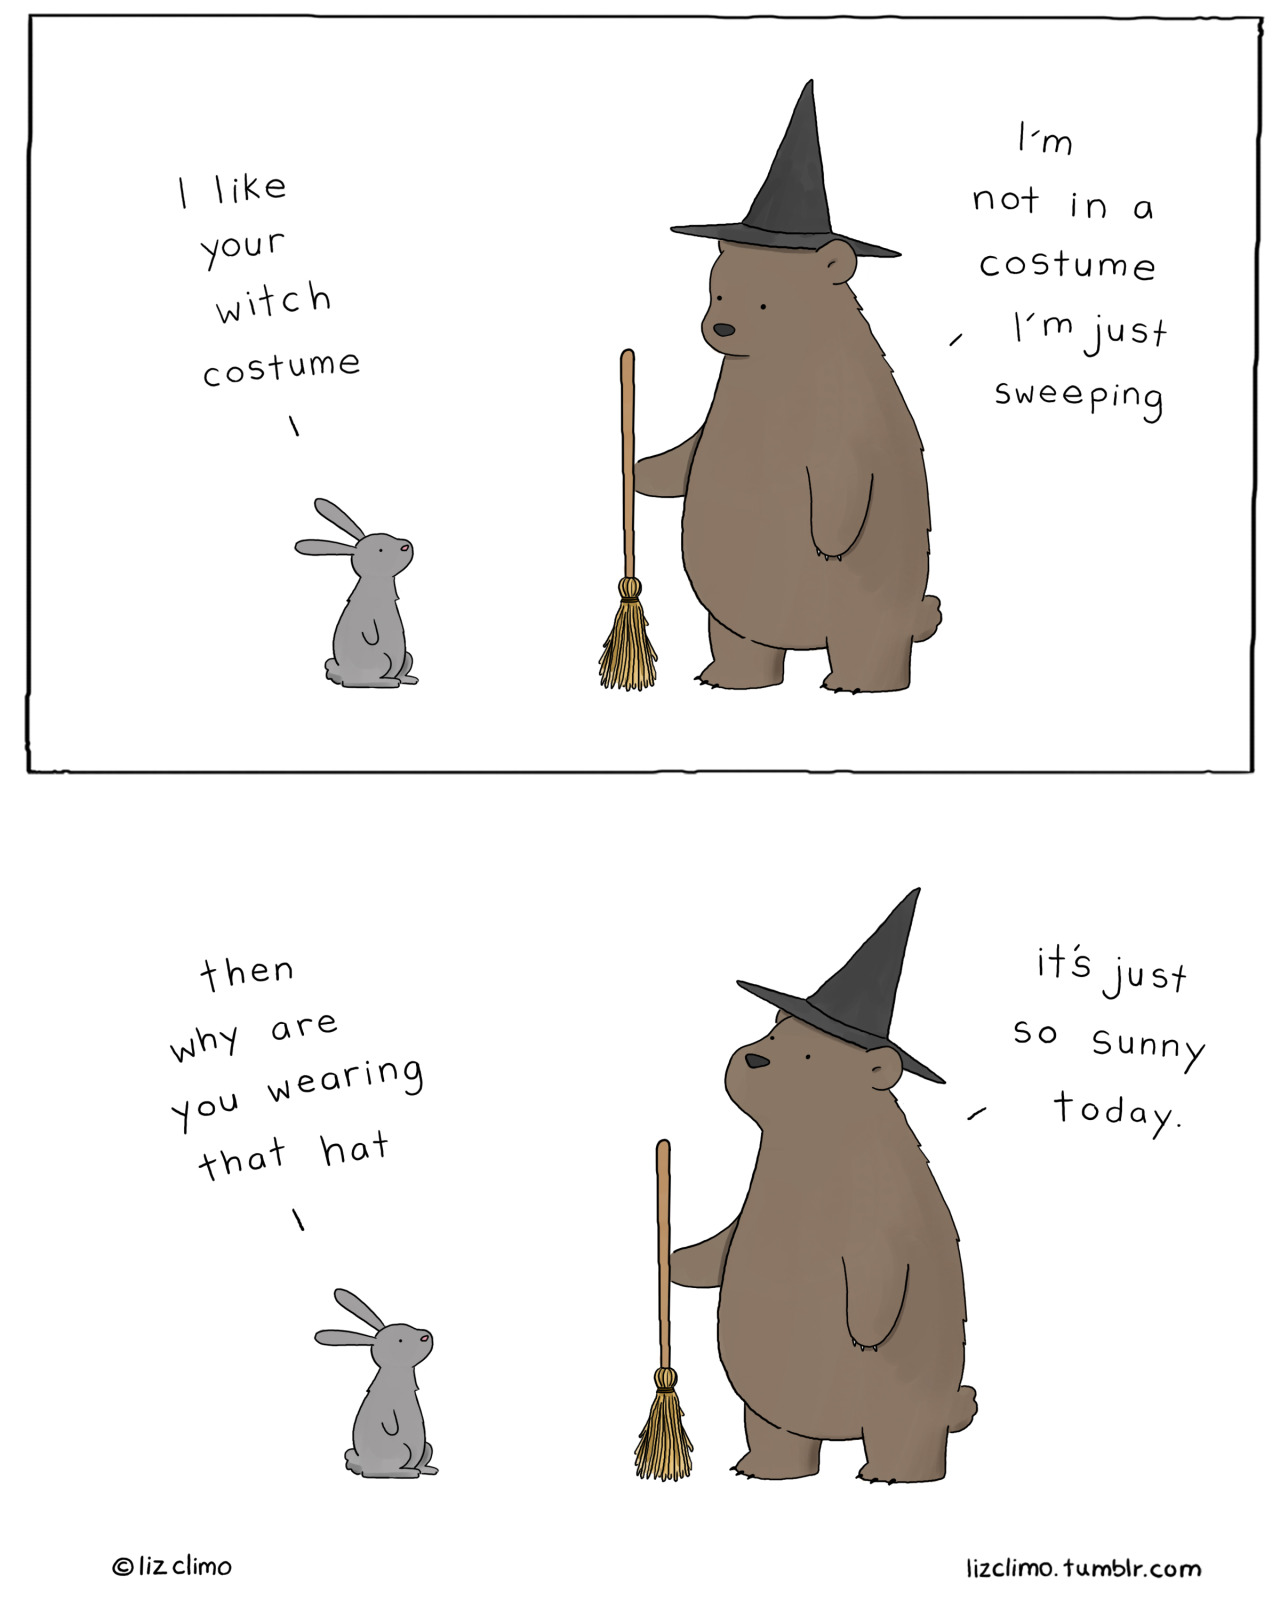 I like
your
witch
costume
I'm
not in a
costume
I'm just
sweeping
then
why are
you wearing
that hat
it's just
so sunny
today.
© liz climo
lizclimo.tumblr.com